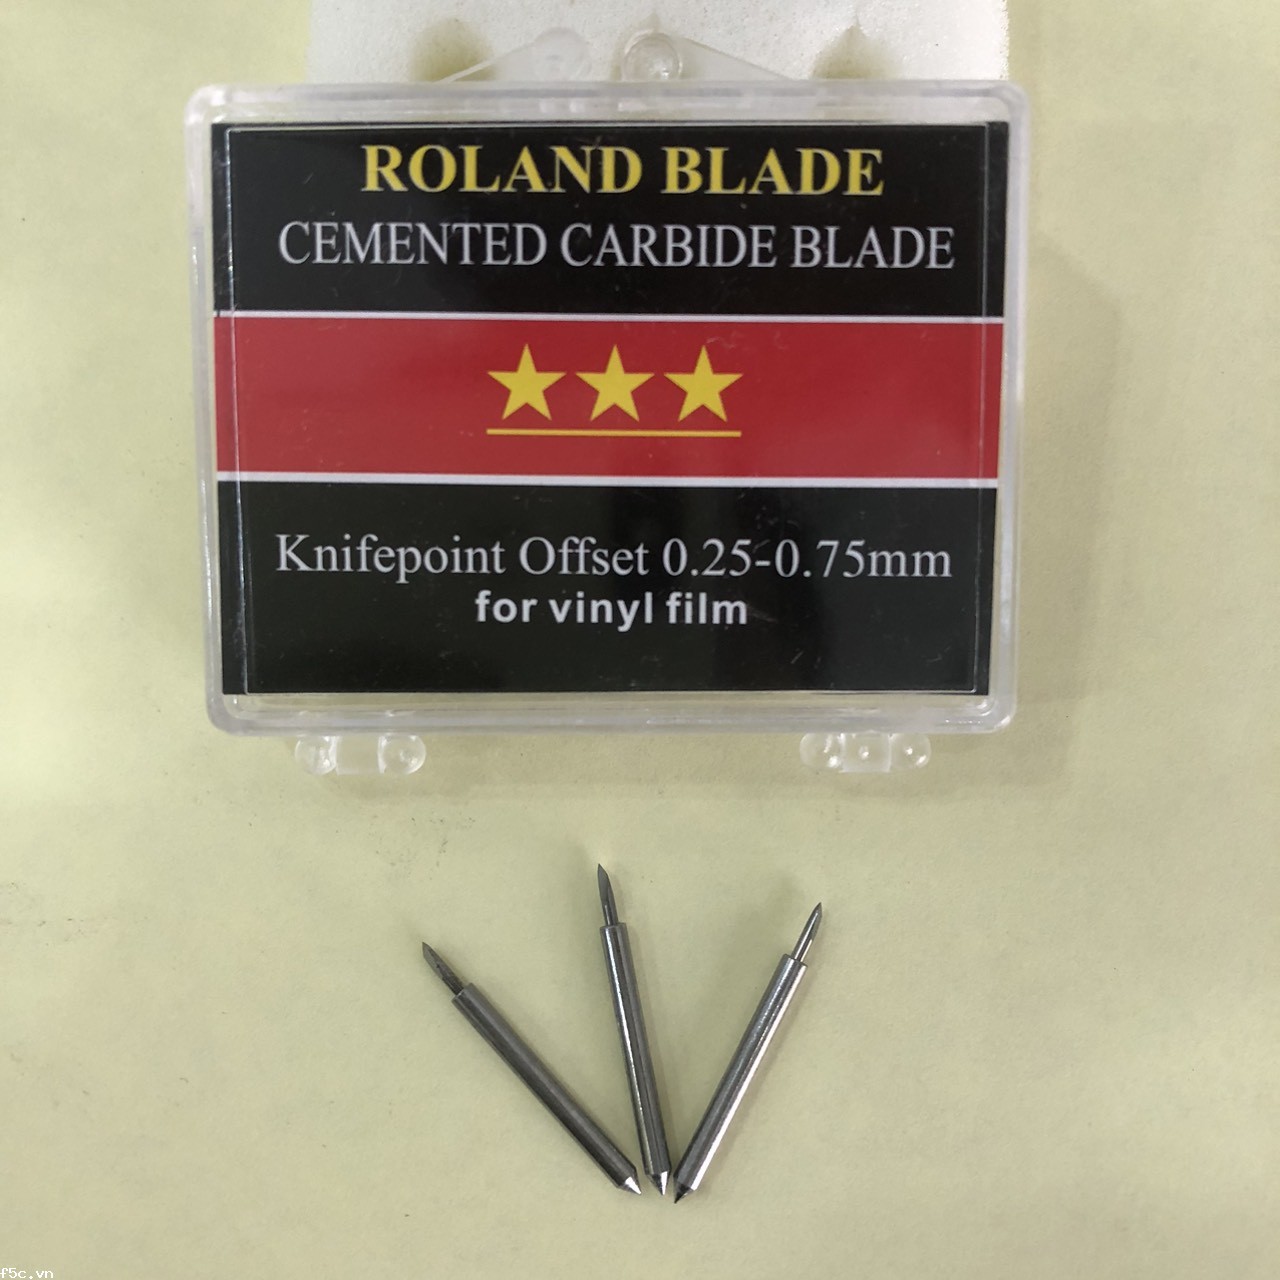 ROLAND BLADE
CEMENTED CARBIDE BLADE
Knifepoint Offset 0.25-0.75mm
for vinyl film
f5c.vn